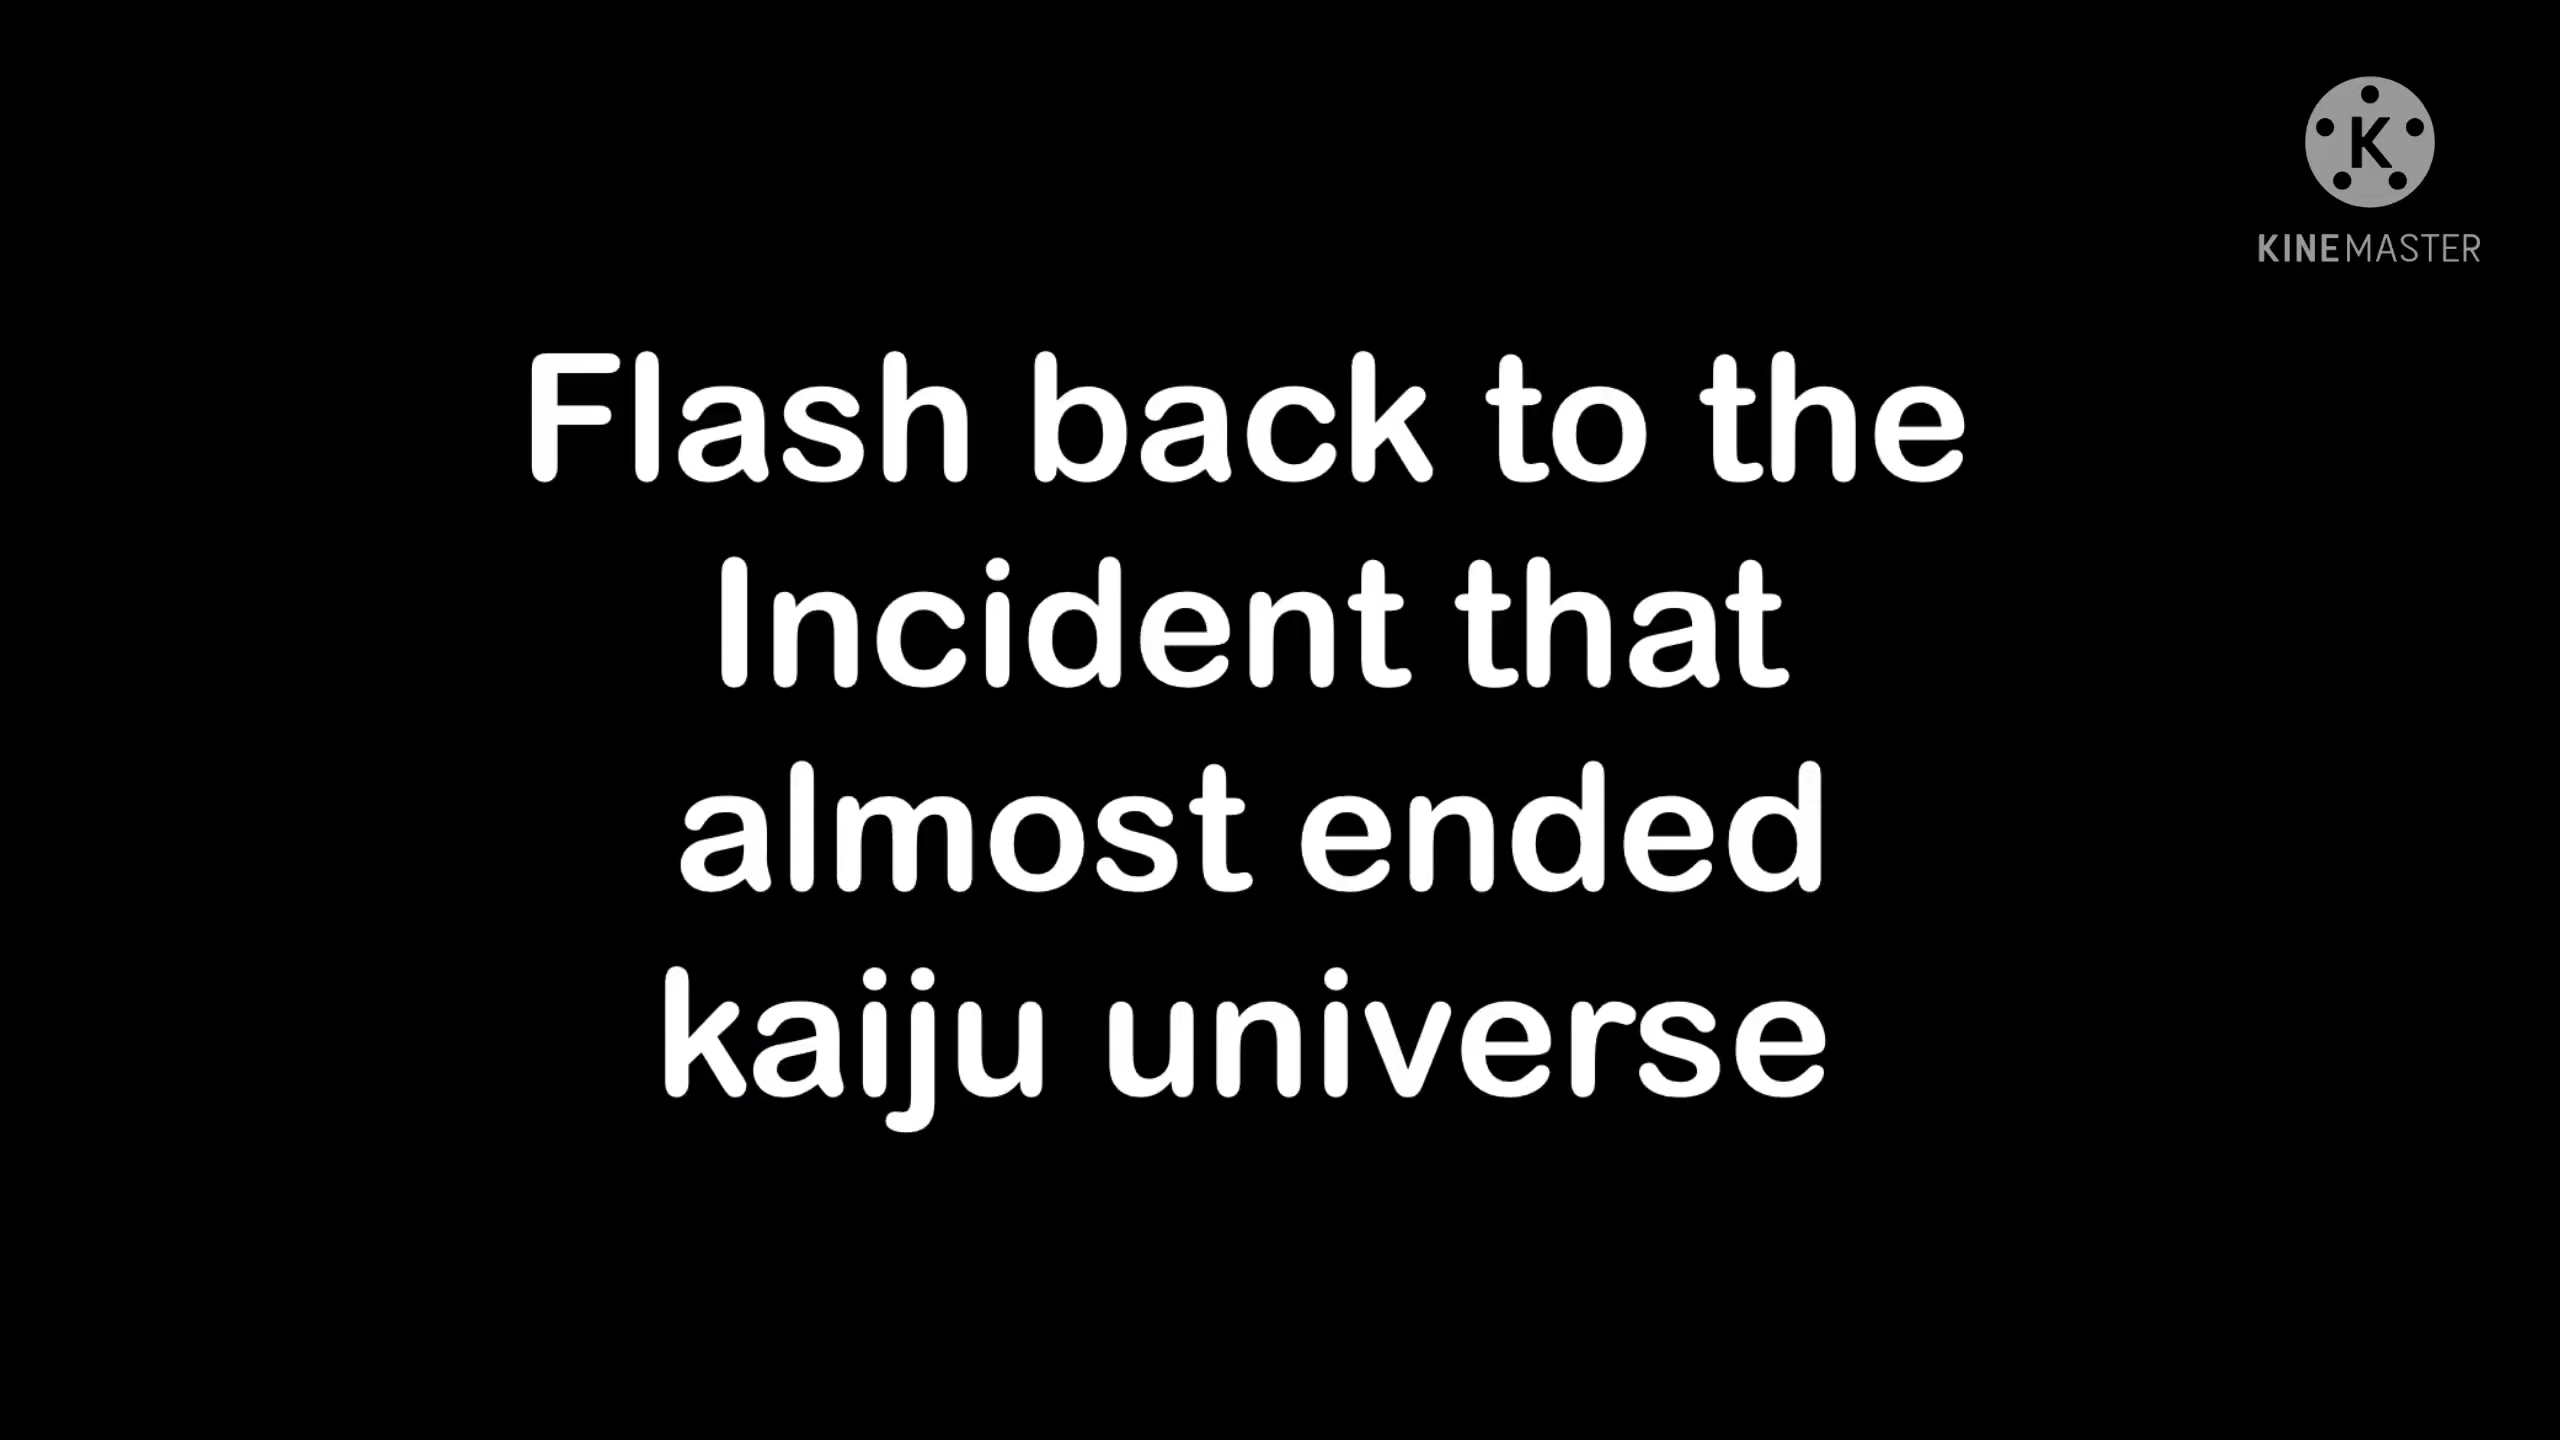 K
KINEMASTER
Flash back to the
Incident that
almost ended
kaiju universe